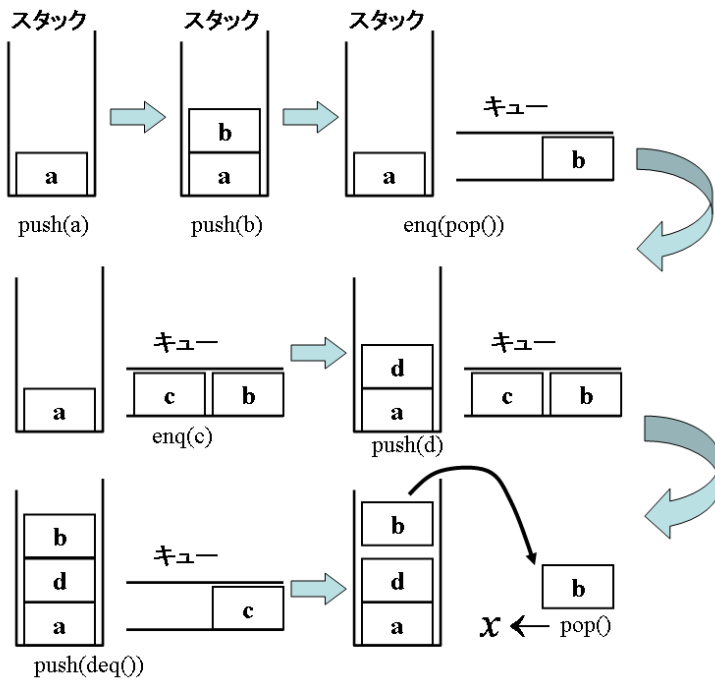 スタック
スタック
スタック
キュー
b
a
b
a
a
b
push(a)
push(b)
enq(pop())
キュー
キュー
d
a
c
b
a
c
b
enq(c)
push(d)
b
d
a
キュー
c
b
d
a
b
x
pop()
push(deq())